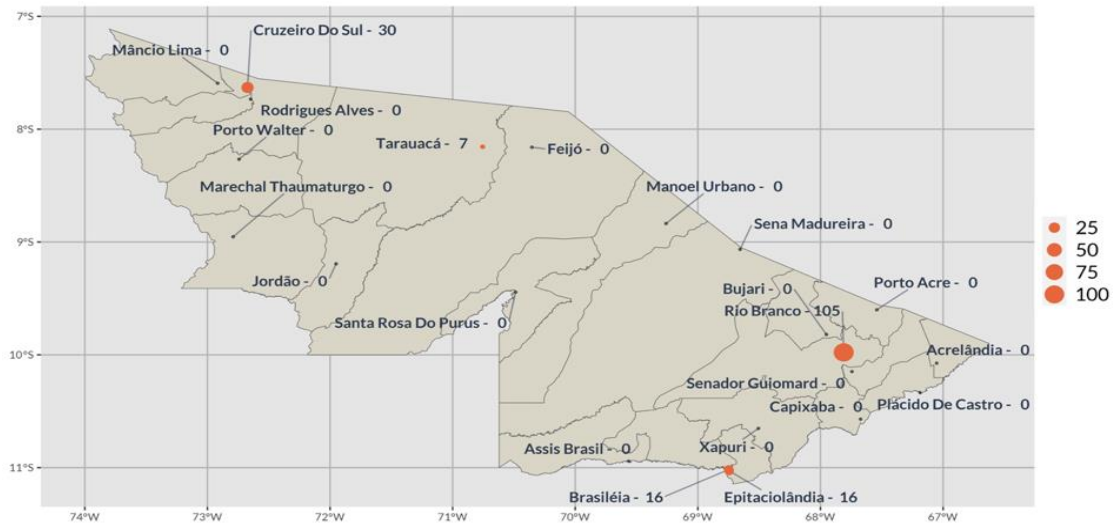 7°S
Cruzeiro Do Sul - 30
Mâncio Lima - 0
Rodrigues Alves - 0
8°S
Porto Walter - 0
Tarauacá - 7
Feijó - 0
Marechal Thaumaturgo - 0
Manoel Urbano - 0
Sena Madureira - 0
9°S
25
50
75
100
Jordão - 0
Bujari - 0
Porto Acre - 0
Rio Branco - 105
Santa Rosa Do Purus - 0
10°S
Acrelândia - 0
Senador Guiomard - 0
Capixaba - 0
Plácido De Castro - 0
Assis Brasil - 0
Xapuri - 0
11°S
Brasiléia - 16
Epitaciolândia - 16
74°W
73°W
72°W
71°W
70°W
69°W
68°W
67°W